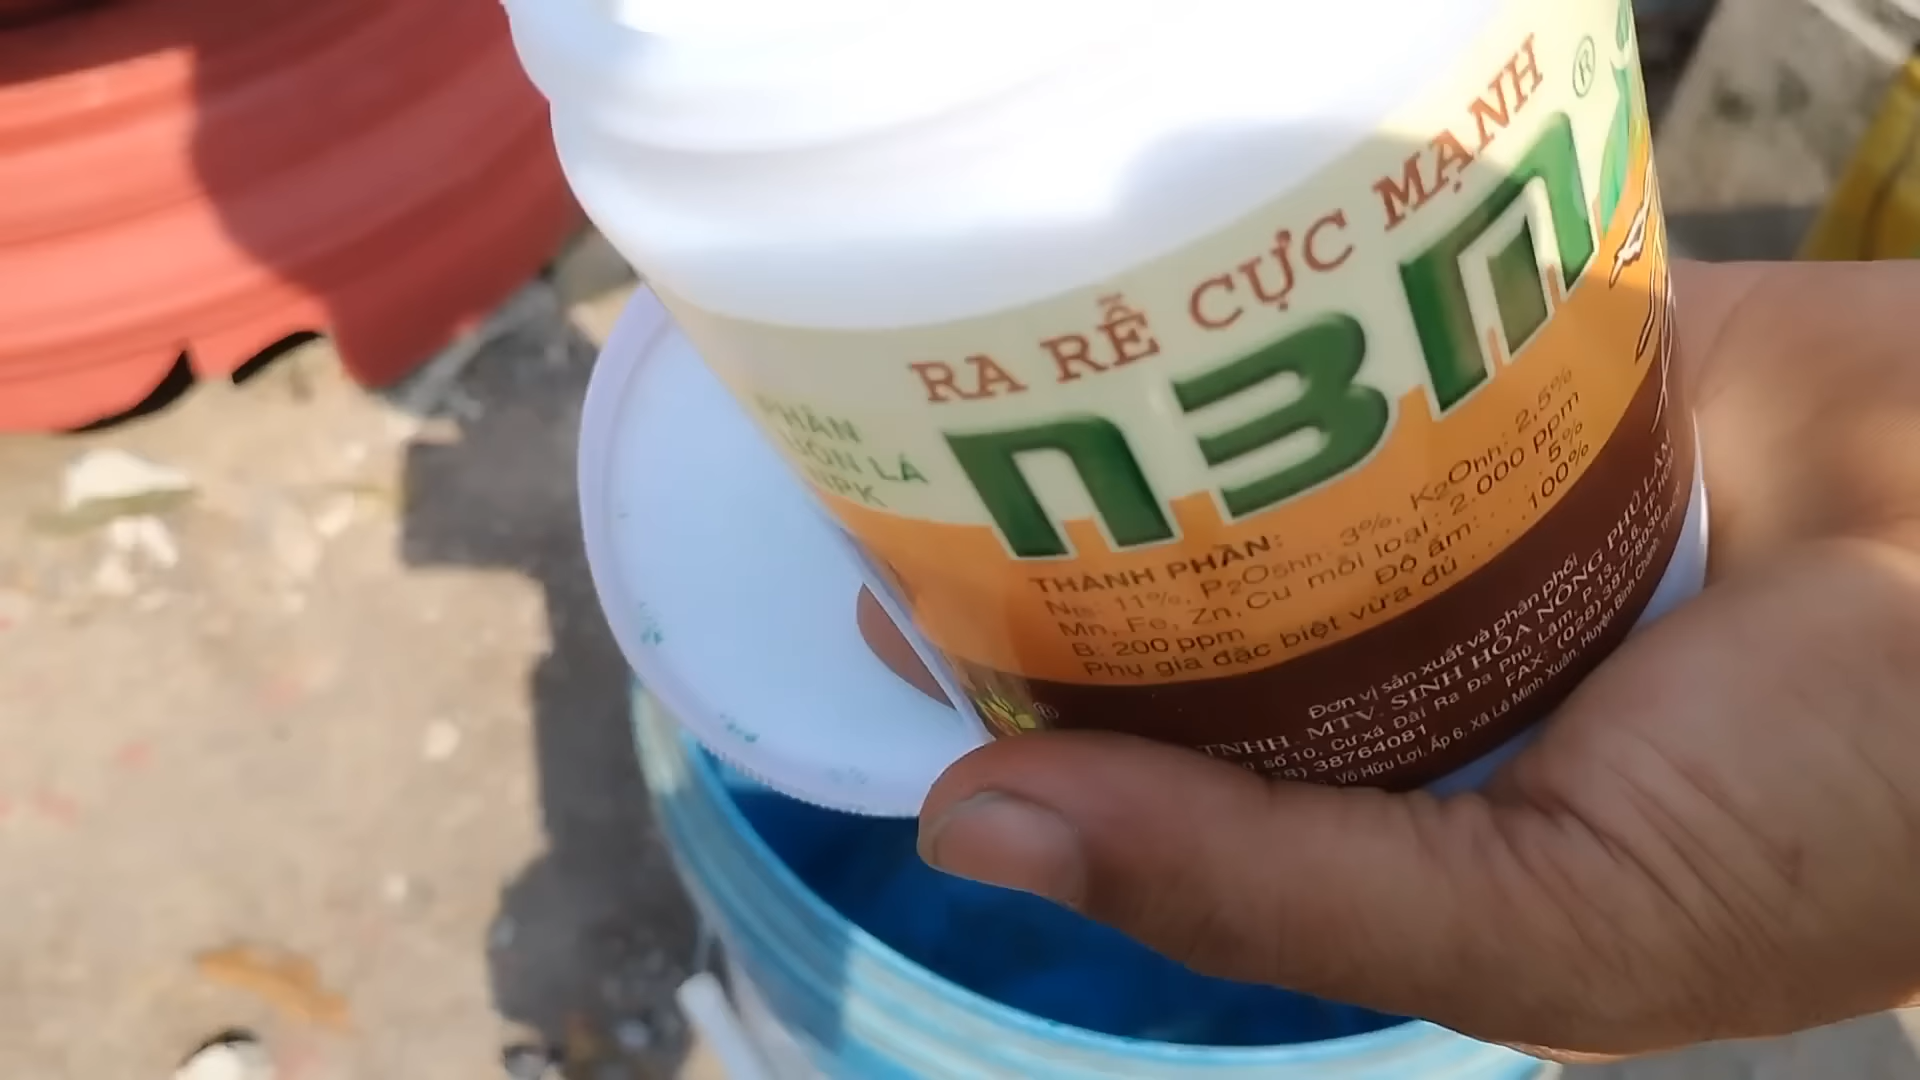 RA RỄ CỰC MẠNH
®
n3m
PHÂN
BÓN LÁ
NPK
THÀNH PHẦN:
Nts: 11%, P2O5hh: 3%, K2Ohh: 2,5%
Mn, Fe, Zn, Cu mỗi loại: 2.000 ppm
B: 200 ppm Độ ẩm: 5%
Phụ gia đặc biệt vừa đủ ....100%
Đơn vị sản xuất và phân phối
TNHH. MTV. SINH HÓA NÔNG PHÚ LÂM
số 10, Cư xá Đài Ra Đa Phú Lâm, P.13, Q.6, TP.HCM
38764081 FAX: (028) 38778030
Võ Hữu Lợi, Ấp 6, Xã Lê Minh Xuân, Huyện Bình Chánh,
®